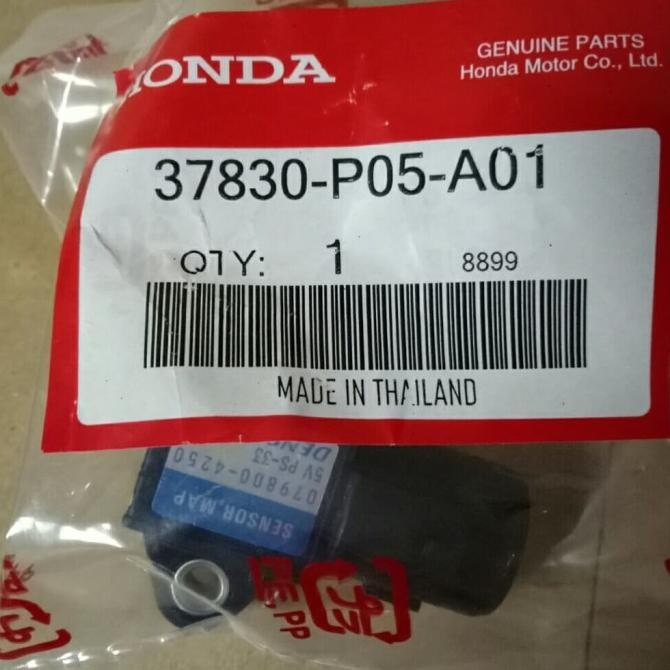 HONDA
GENUINE PARTS
Honda Motor Co., Ltd.
37830-P05-A01
QTY: 1 8899
MADE IN THAILAND
SENSOR,MAP
079800-4250
5V PS-33
PP